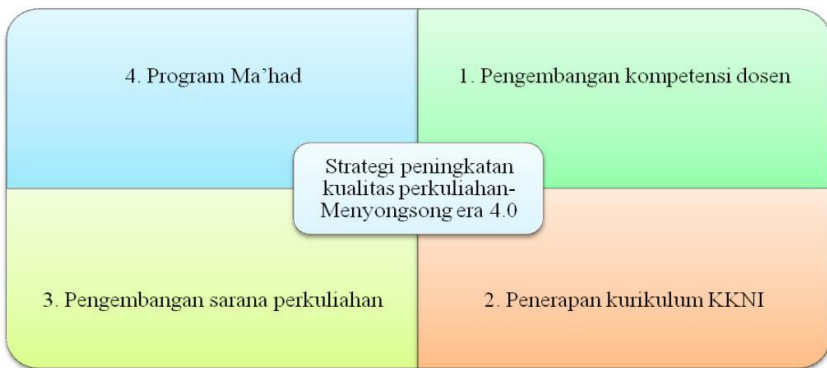 4. Program Ma’had
1. Pengembangan kompetensi dosen
Strategi peningkatan
kualitas perkuliahan-
Menyongsong era 4.0
3. Pengembangan sarana perkuliahan
2. Penerapan kurikulum KKNI